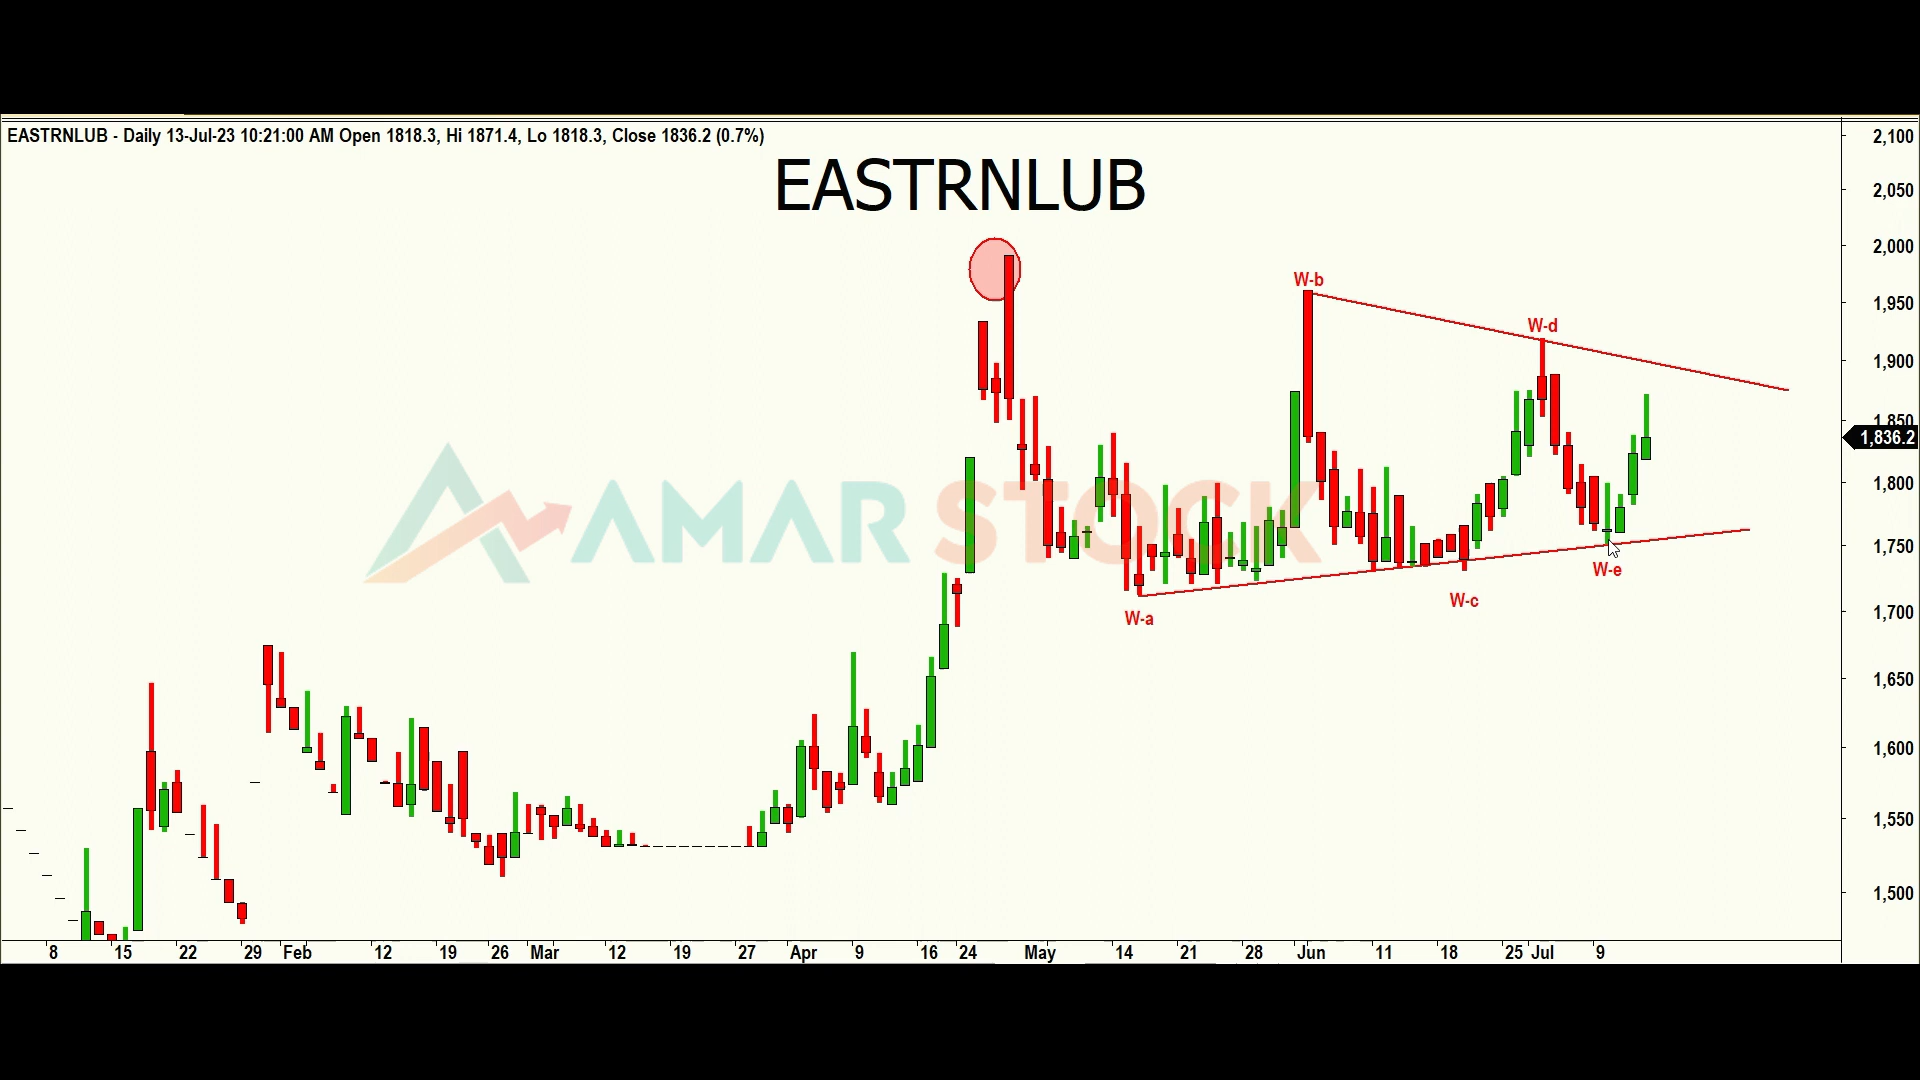 EASTRNLUB - Daily 13-Jul-23 10:21:00 AM Open 1818.3, Hi 1871.4, Lo 1818.3, Close 1836.2 (0.7%)
EASTRNLUB
2,100
2,050
2,000
1,950
1,900
1,850
1,836.2
1,800
1,750
1,700
1,650
1,600
1,550
1,500
W-b
W-d
AMAR STOCK
W-e
W-c
W-a
8 15 22 29 Feb 12 19 26 Mar 12 19 27 Apr 9 16 24 May 14 21 28 Jun 11 18 25 Jul 9